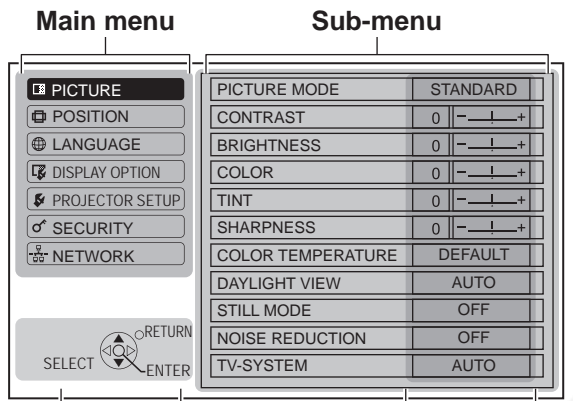 Main menu
Sub-menu
PICTURE
POSITION
LANGUAGE
DISPLAY OPTION
PROJECTOR SETUP
SECURITY
NETWORK
RETURN
SELECT
ENTER
PICTURE MODE STANDARD
CONTRAST 0 - +
BRIGHTNESS 0 - +
COLOR 0 - +
TINT 0 - +
SHARPNESS 0 - +
COLOR TEMPERATURE DEFAULT
DAYLIGHT VIEW AUTO
STILL MODE OFF
NOISE REDUCTION OFF
TV-SYSTEM AUTO